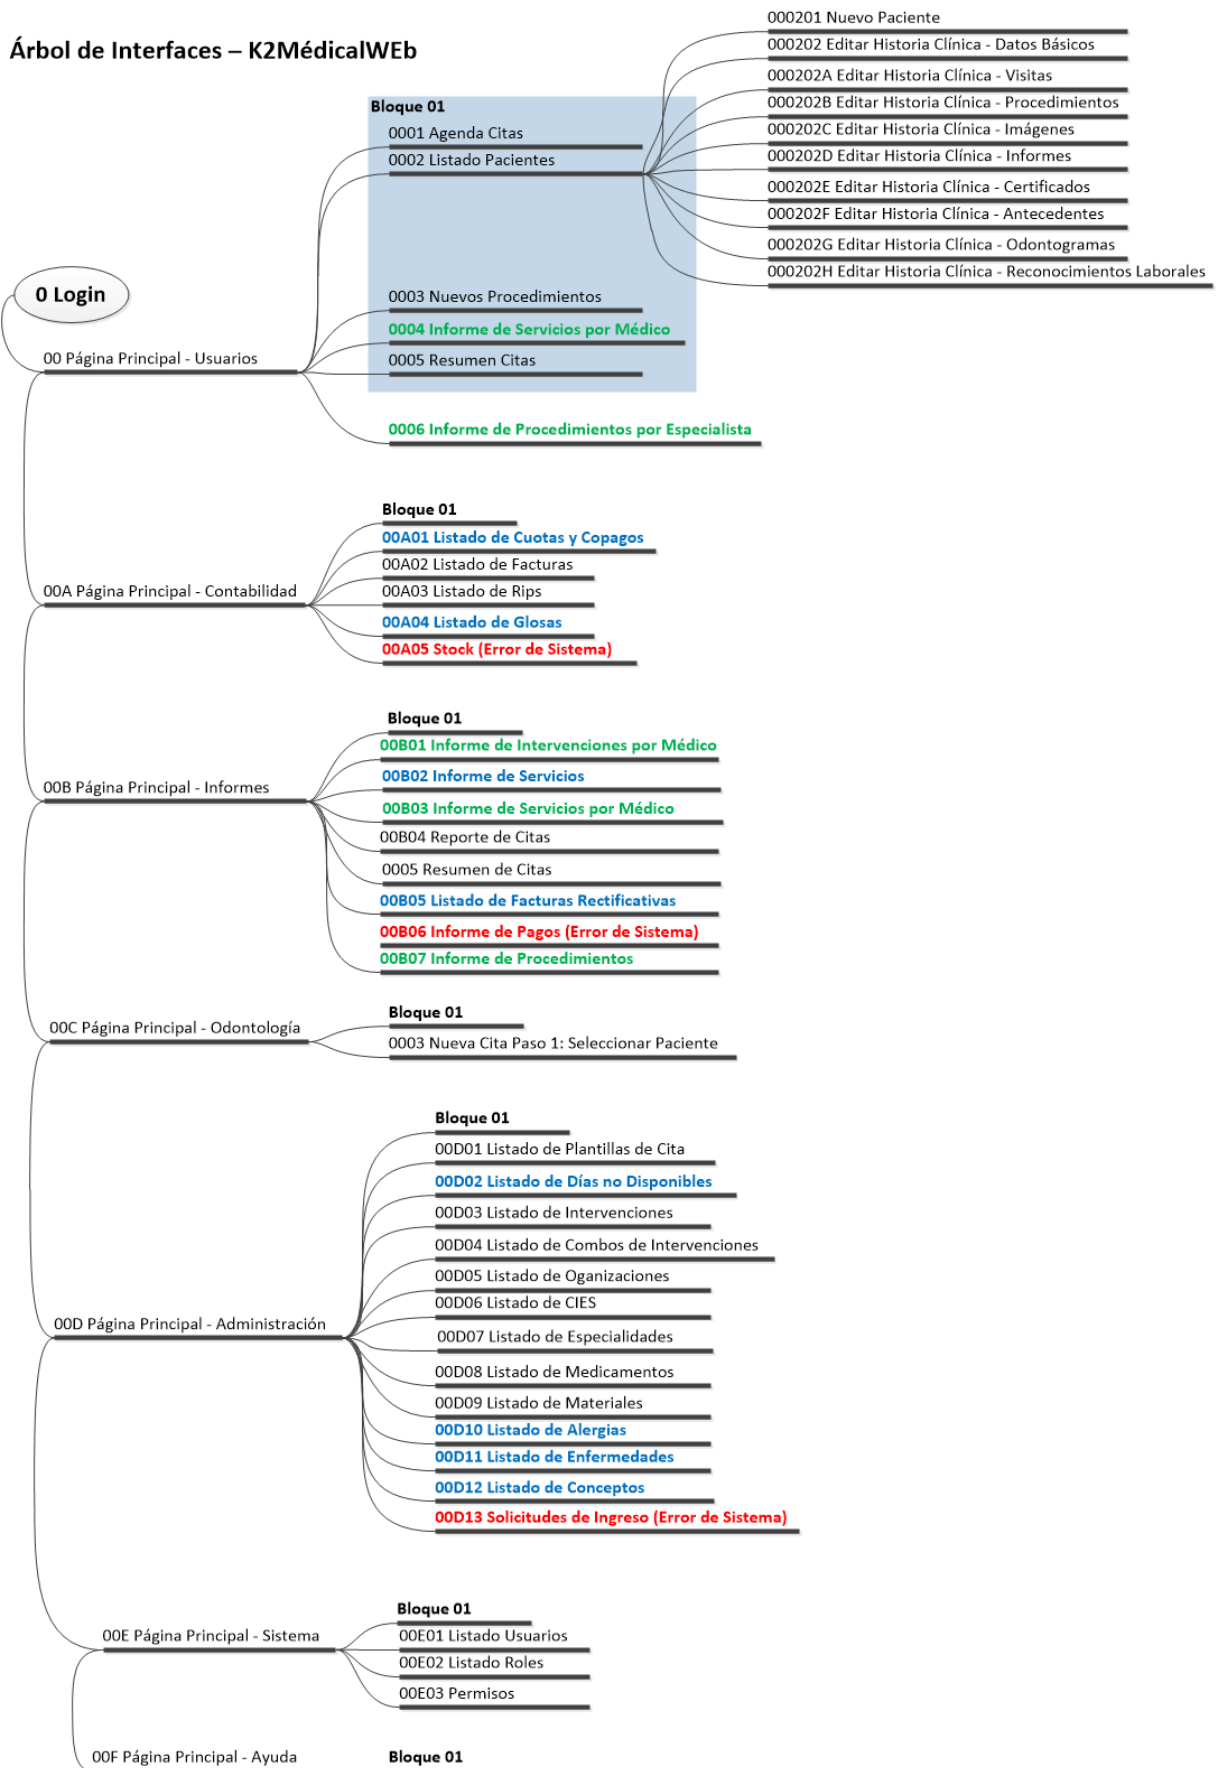 Árbol de Interfaces – K2MédicalWEb
000201 Nuevo Paciente
000202 Editar Historia Clínica - Datos Básicos
000202A Editar Historia Clínica - Visitas
000202B Editar Historia Clínica - Procedimientos
000202C Editar Historia Clínica - Imágenes
000202D Editar Historia Clínica - Informes
000202E Editar Historia Clínica - Certificados
000202F Editar Historia Clínica - Antecedentes
000202G Editar Historia Clínica - Odontogramas
000202H Editar Historia Clínica - Reconocimientos Laborales
Bloque 01
0001 Agenda Citas
0002 Listado Pacientes
0003 Nuevos Procedimientos
0004 Informe de Servicios por Médico
0005 Resumen Citas
0006 Informe de Procedimientos por Especialista
0 Login
00 Página Principal - Usuarios
Bloque 01
00A01 Listado de Cuotas y Copagos
00A02 Listado de Facturas
00A03 Listado de Rips
00A04 Listado de Glosas
00A05 Stock (Error de Sistema)
00A Página Principal - Contabilidad
Bloque 01
00B01 Informe de Intervenciones por Médico
00B02 Informe de Servicios
00B03 Informe de Servicios por Médico
00B04 Reporte de Citas
0005 Resumen de Citas
00B05 Listado de Facturas Rectificativas
00B06 Informe de Pagos (Error de Sistema)
00B07 Informe de Procedimientos
00B Página Principal - Informes
Bloque 01
0003 Nueva Cita Paso 1: Seleccionar Paciente
00C Página Principal - Odontología
Bloque 01
00D01 Listado de Plantillas de Cita
00D02 Listado de Días no Disponibles
00D03 Listado de Intervenciones
00D04 Listado de Combos de Intervenciones
00D05 Listado de Oganizaciones
00D06 Listado de CIES
00D07 Listado de Especialidades
00D08 Listado de Medicamentos
00D09 Listado de Materiales
00D10 Listado de Alergias
00D11 Listado de Enfermedades
00D12 Listado de Conceptos
00D13 Solicitudes de Ingreso (Error de Sistema)
00D Página Principal - Administración
Bloque 01
00E01 Listado Usuarios
00E02 Listado Roles
00E03 Permisos
00E Página Principal - Sistema
00F Página Principal - Ayuda
Bloque 01